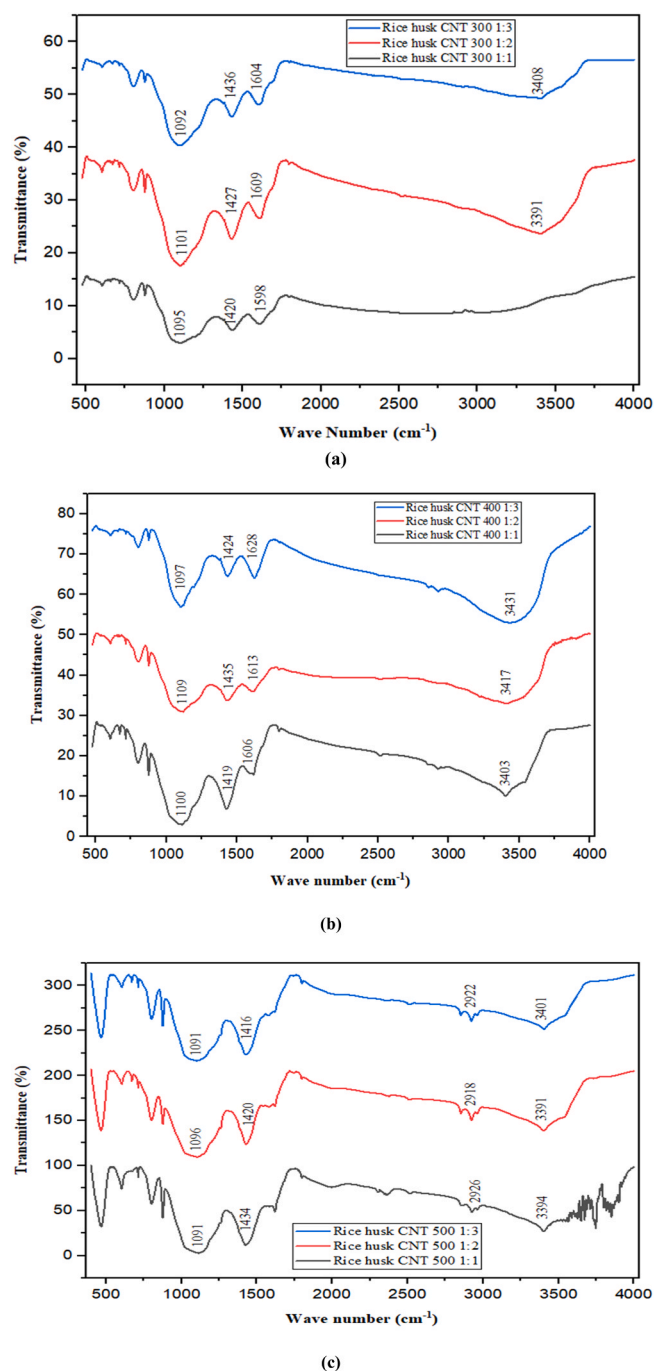 Rice husk CNT 300 1:3
Rice husk CNT 300 1:2
Rice husk CNT 300 1:1
70
60
50
40
30
20
10
0
Transmittance (%)
1092
1436
1604
3408
1101
1427
1609
3391
1095
1420
1598
500 1000 1500 2000 2500 3000 3500 4000
Wave Number (cm-1)
(a)
Rice husk CNT 400 1:3
Rice husk CNT 400 1:2
Rice husk CNT 400 1:1
80
70
60
50
40
30
20
10
0
Transmittance (%)
1097
1424
1628
3431
1109
1435
1613
3417
1100
1419
1606
3403
500 1000 1500 2000 2500 3000 3500 4000
Wave number (cm-1)
(b)
300
250
200
150
100
50
0
Transmittance (%)
1091
1416
2922
3401
1096
1420
2918
3391
1091
1434
2926
3394
Rice husk CNT 500 1:3
Rice husk CNT 500 1:2
Rice husk CNT 500 1:1
500 1000 1500 2000 2500 3000 3500 4000
Wave number (cm-1)
(c)